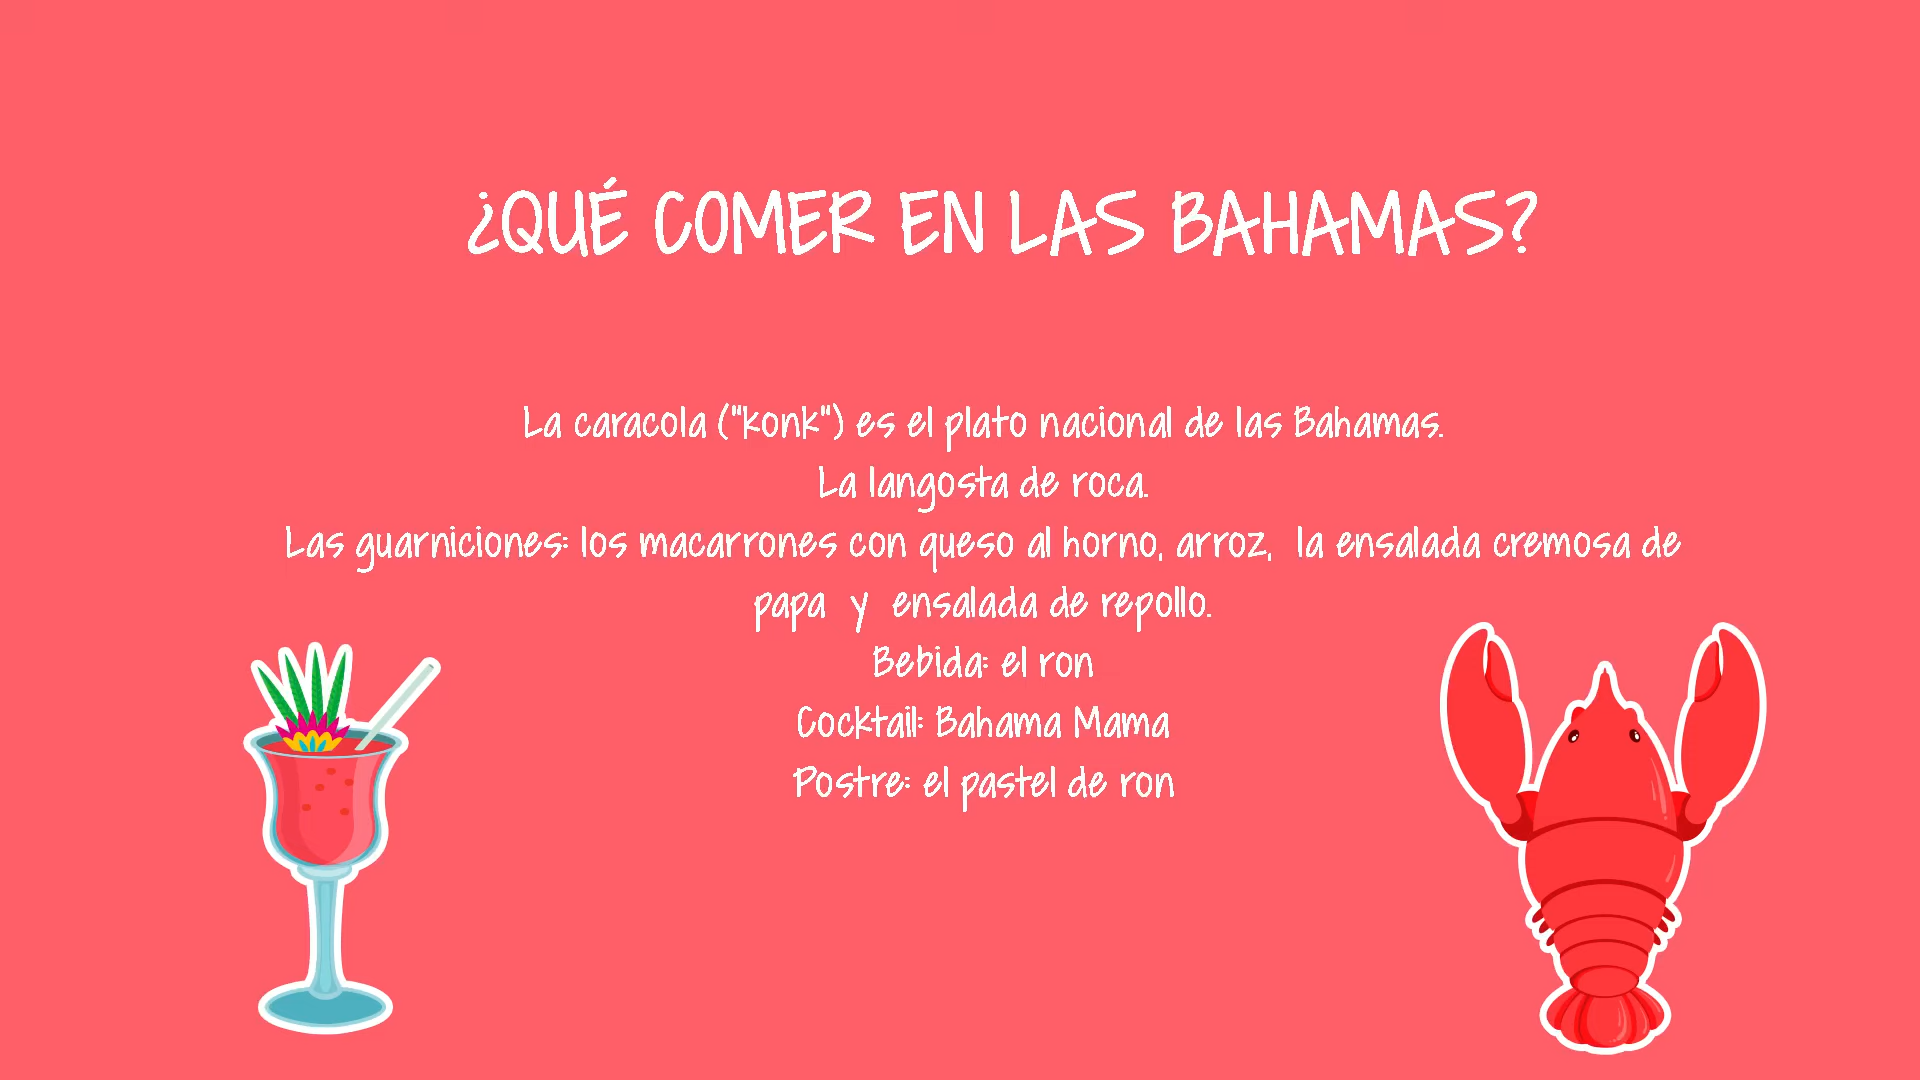 ¿QUÉ COMER EN LAS BAHAMAS?
La caracola ("konk") es el plato nacional de las Bahamas.
La langosta de roca.
Las guarniciones: los macarrones con queso al horno, arroz,  la ensalada cremosa de
papa  y  ensalada de repollo.
Bebida: el ron
Cocktail: Bahama Mama
Postre: el pastel de ron